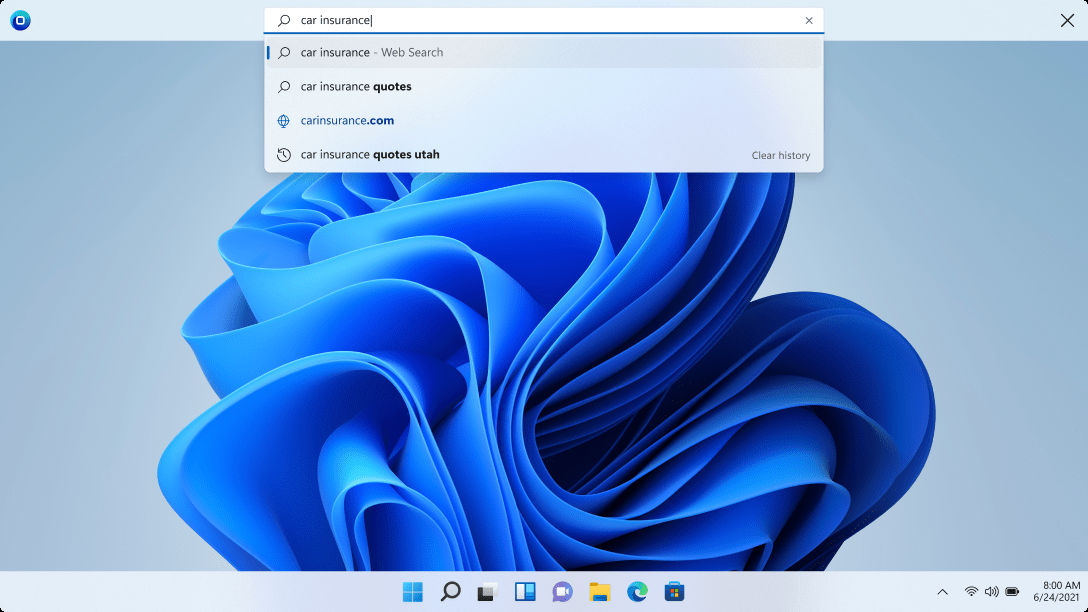 car insurance
car insurance - Web Search
car insurance quotes
carinsurance.com
car insurance quotes utah
Clear history
8:00 AM
6/24/2021